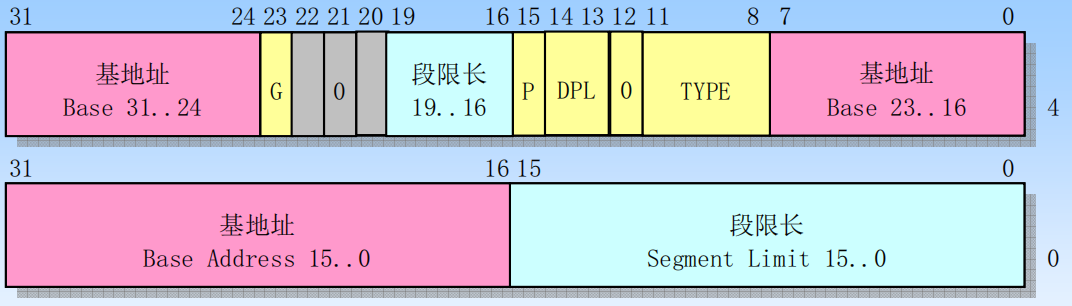 31 24 23 22 21 20 19 16 15 14 13 12 11 8 7 0
基地址 段限长 基地址
G 0 P DPL 0 TYPE
Base 31..24 19..16 Base 23..16 4
31 16 15 0
基地址 段限长
Base Address 15..0 Segment Limit 15..0 0